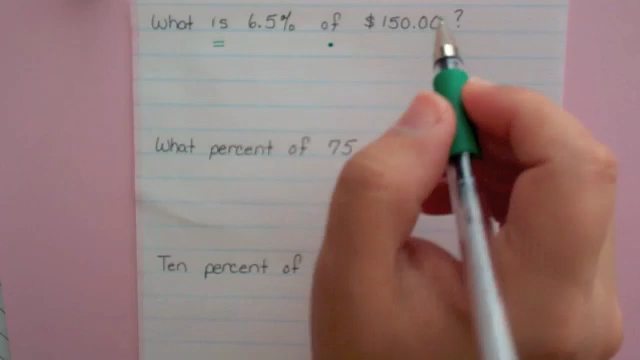 What is 6.5% of $150.00 ?
= •
What percent of 75
Ten percent of